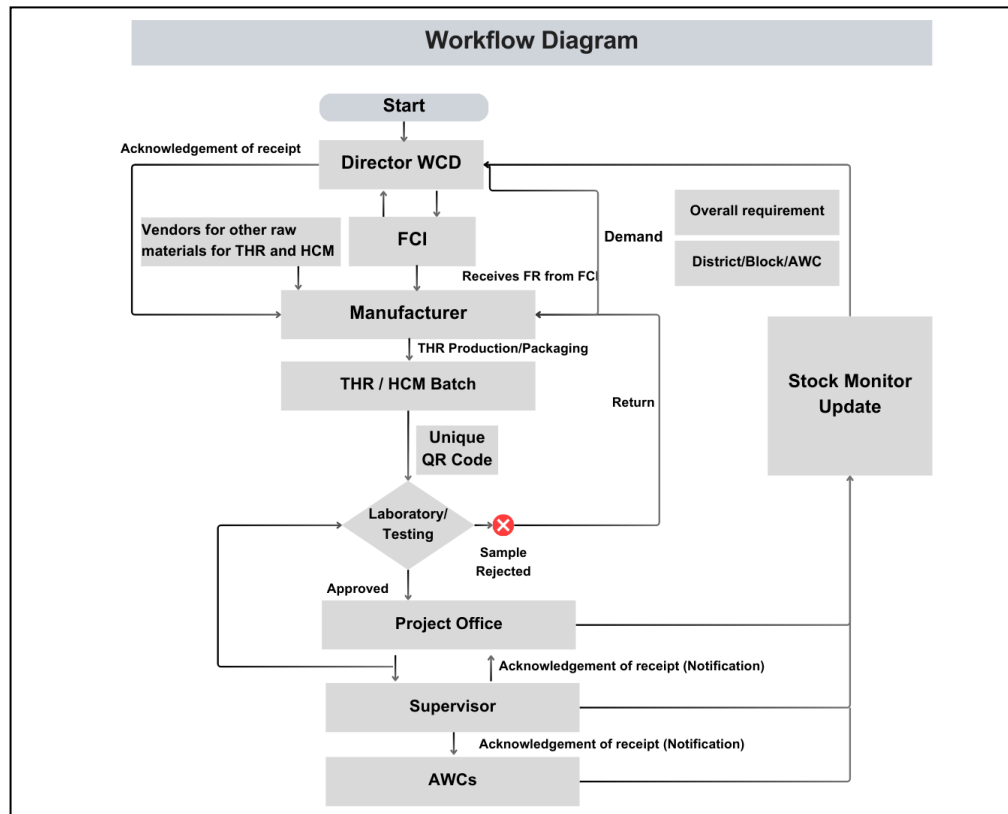 Workflow Diagram
Start
Acknowledgement of receipt
Director WCD
Overall requirement
Vendors for other raw
materials for THR and HCM
FCI
Demand
District/Block/AWC
Receives FR from FCI
Manufacturer
THR Production/Packaging
THR / HCM Batch
Stock Monitor
Update
Return
Unique
QR Code
Laboratory/
Testing
Sample
Rejected
Approved
Project Office
Acknowledgement of receipt (Notification)
Supervisor
Acknowledgement of receipt (Notification)
AWCs